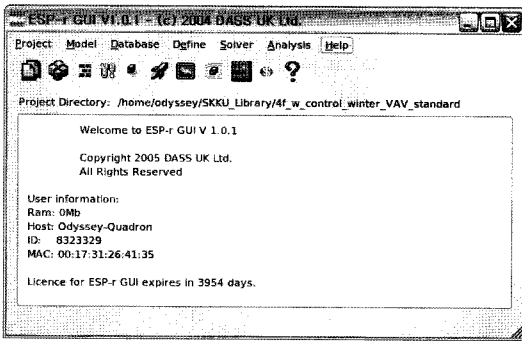 ESP-r GUI V1.0.1 - (c) 2004 DASS UK Ltd.
Project Model Database Define Solver Analysis Help
Project Directory: /home/odyssey/SKKU_Library/4f_w_control_winter_VAV_standard
Welcome to ESP-r GUI V 1.0.1
Copyright 2005 DASS UK Ltd.
All Rights Reserved
User information:
Ram: 0Mb
Host: Odyssey-Quadron
ID: 8323329
MAC: 00:17:31:26:41:35
Licence for ESP-r GUI expires in 3954 days.